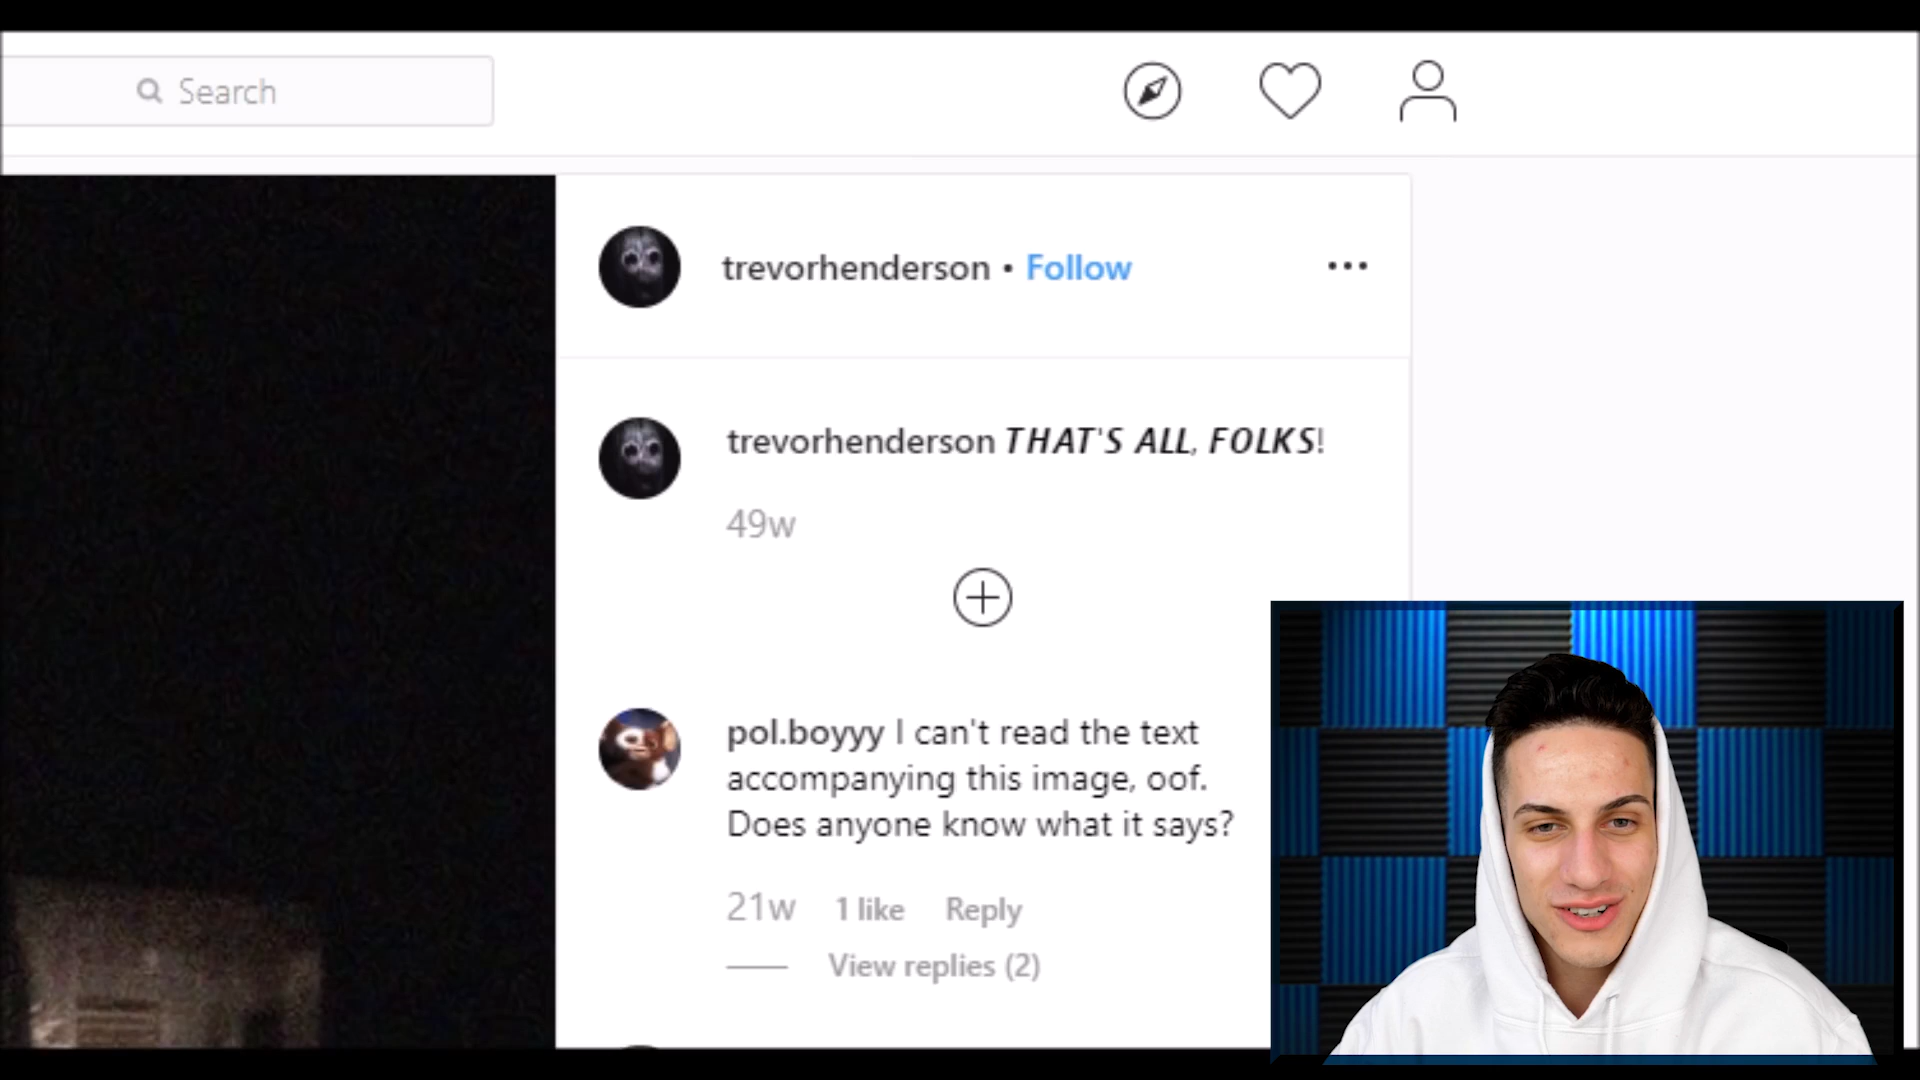 Search
trevorhenderson • Follow
trevorhenderson THAT'S ALL, FOLKS!
49w
pol.boyyy I can't read the text
accompanying this image, oof.
Does anyone know what it says?
21w 1 like Reply
View replies (2)